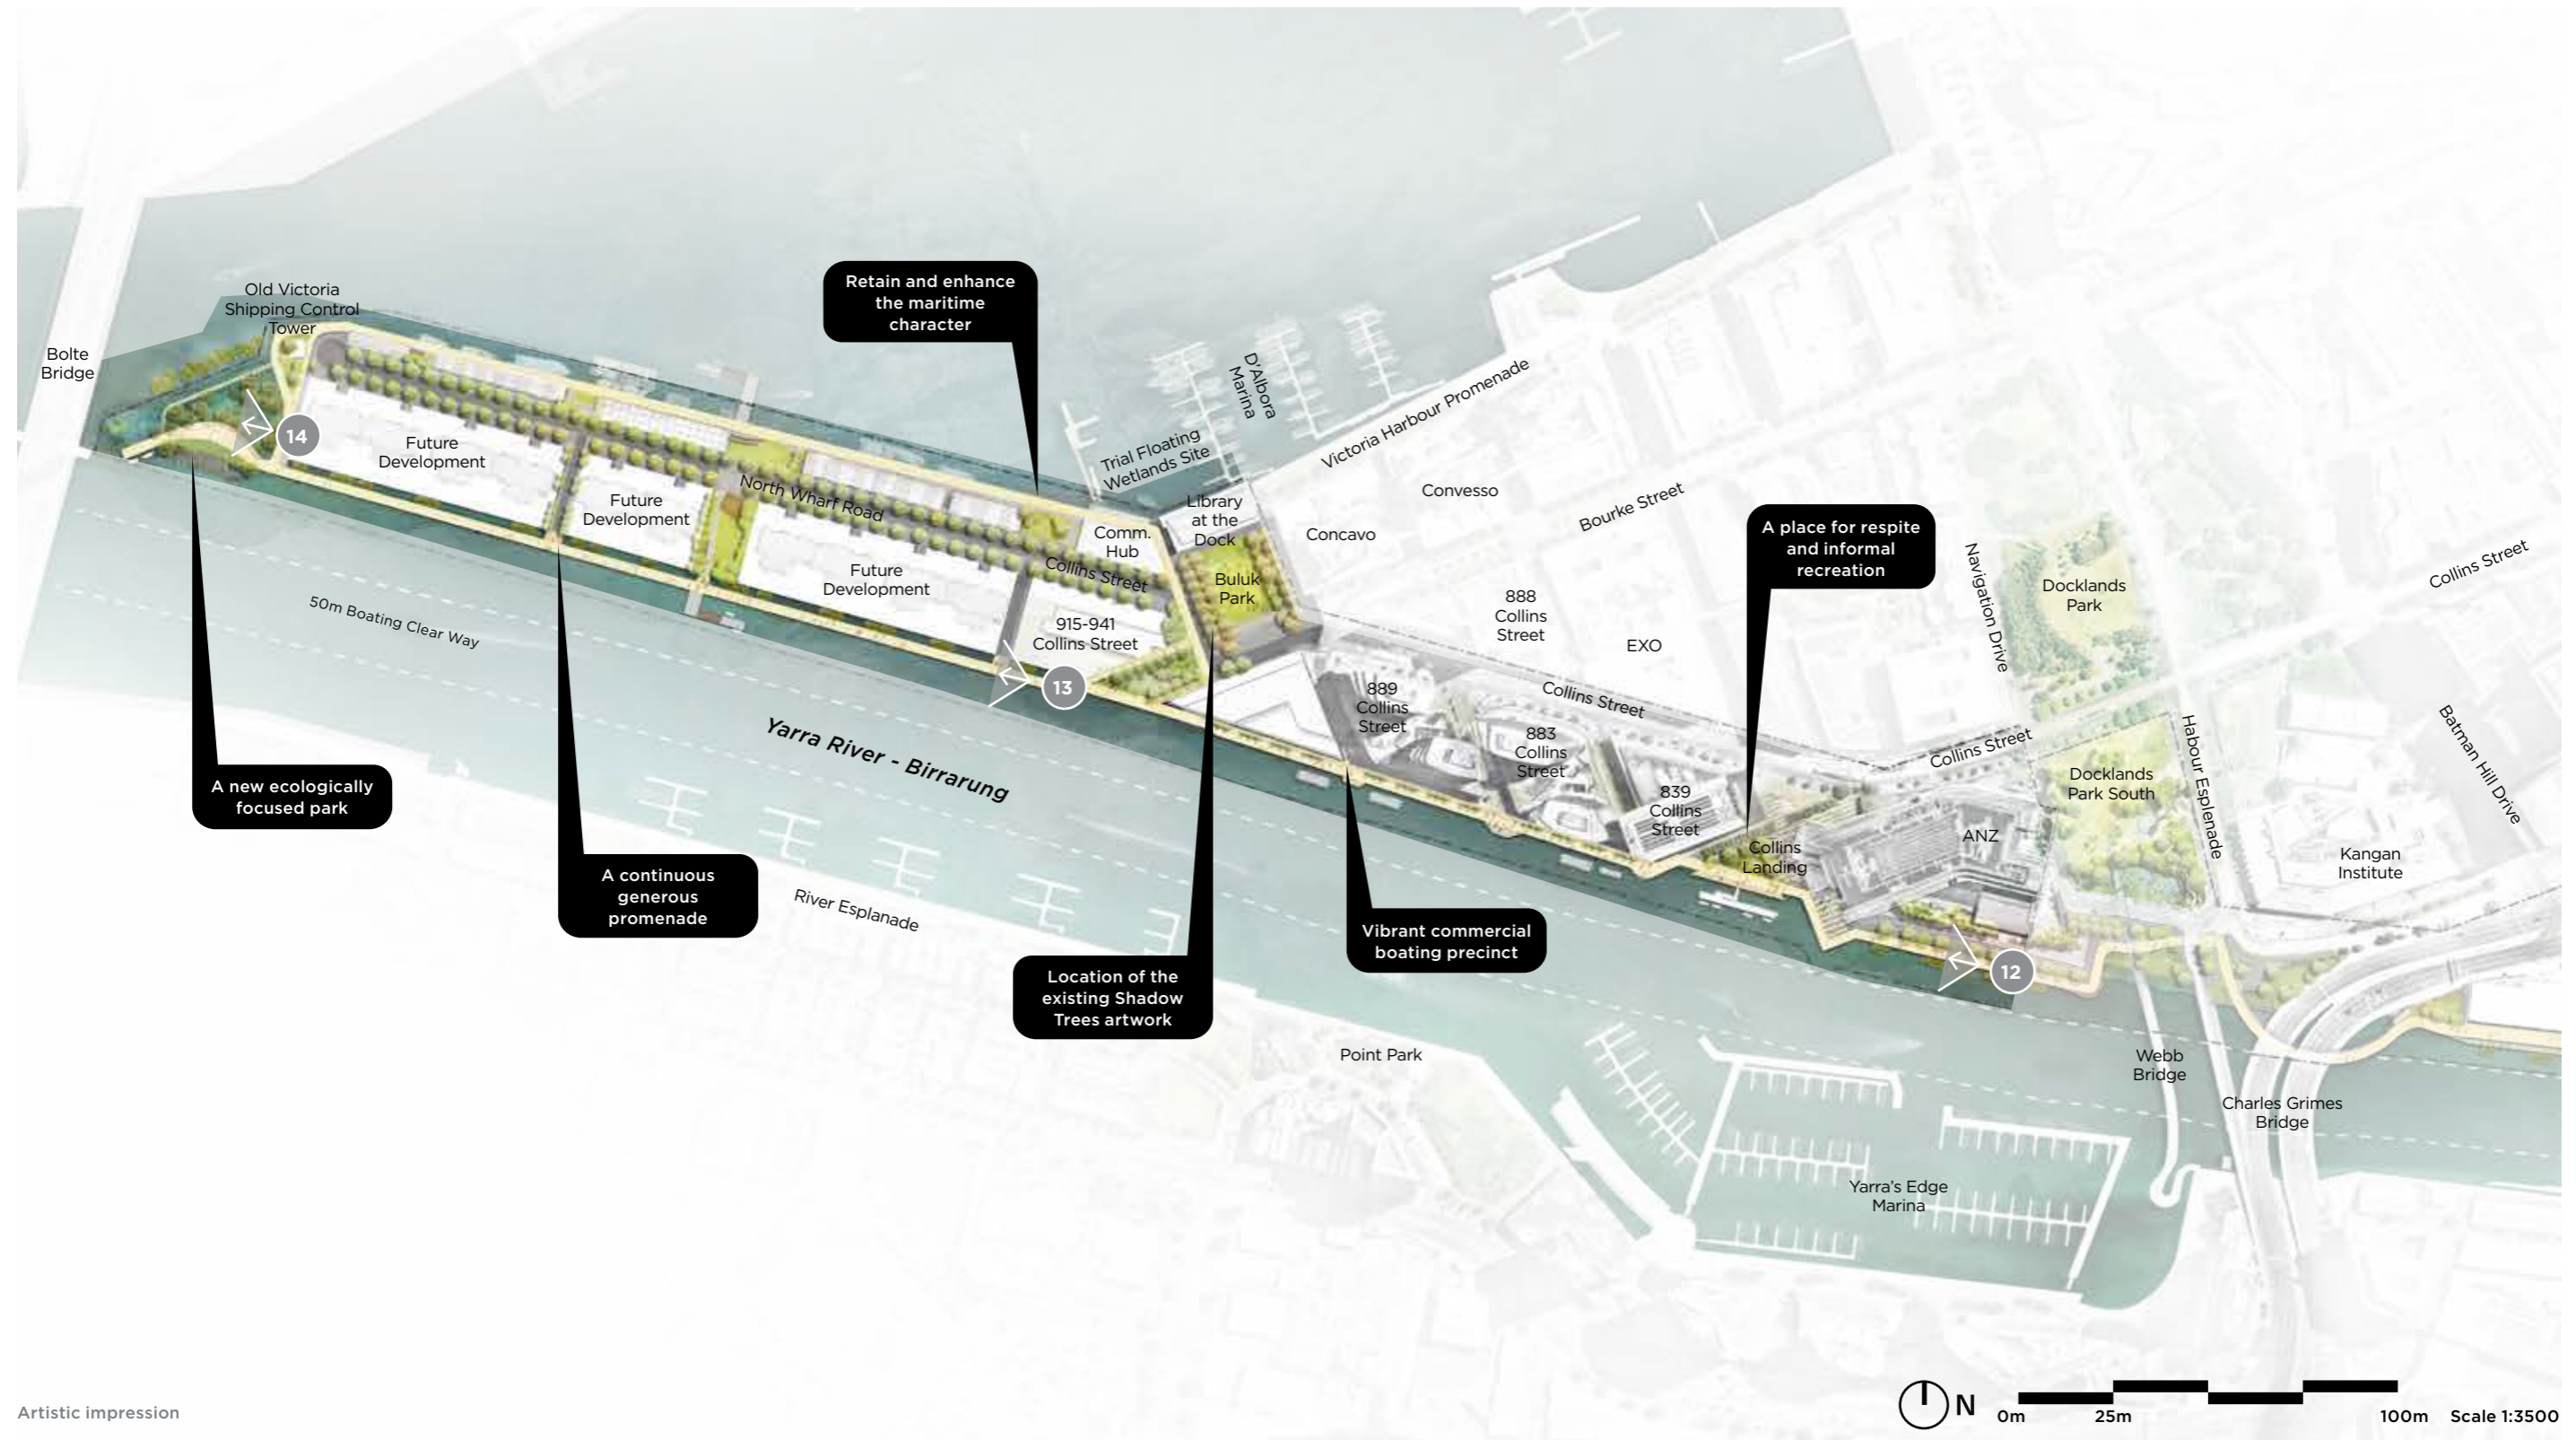 Old Victoria
Shipping Control
Tower
Bolte
Bridge
14
Future
Development
Future
Development
North Wharf Road
Future
Development
Retain and enhance
the maritime
character
Trial Floating
Wetlands Site
D'Albora
Marina
Victoria Harbour Promenade
Library
at the
Dock
Comm.
Hub
Collins Street
Buluk
Park
915-941
Collins Street
13
Concavo
Convesso
Bourke Street
888
Collins
Street
EXO
A place for respite
and informal
recreation
Navigation Drive
Docklands
Park
Collins Street
889
Collins
Street
883
Collins
Street
839
Collins
Street
Collins Street
Collins Street
Collins
Landing
ANZ
Docklands
Park South
Habour Esplenade
Batman Hill Drive
Kangan
Institute
12
50m Boating Clear Way
Yarra River - Birrarung
A new ecologically
focused park
A continuous
generous
promenade
River Esplanade
Location of the
existing Shadow
Trees artwork
Vibrant commercial
boating precinct
Point Park
Webb
Bridge
Charles Grimes
Bridge
Yarra's Edge
Marina
Artistic impression
N
0m
25m
100m
Scale 1:3500